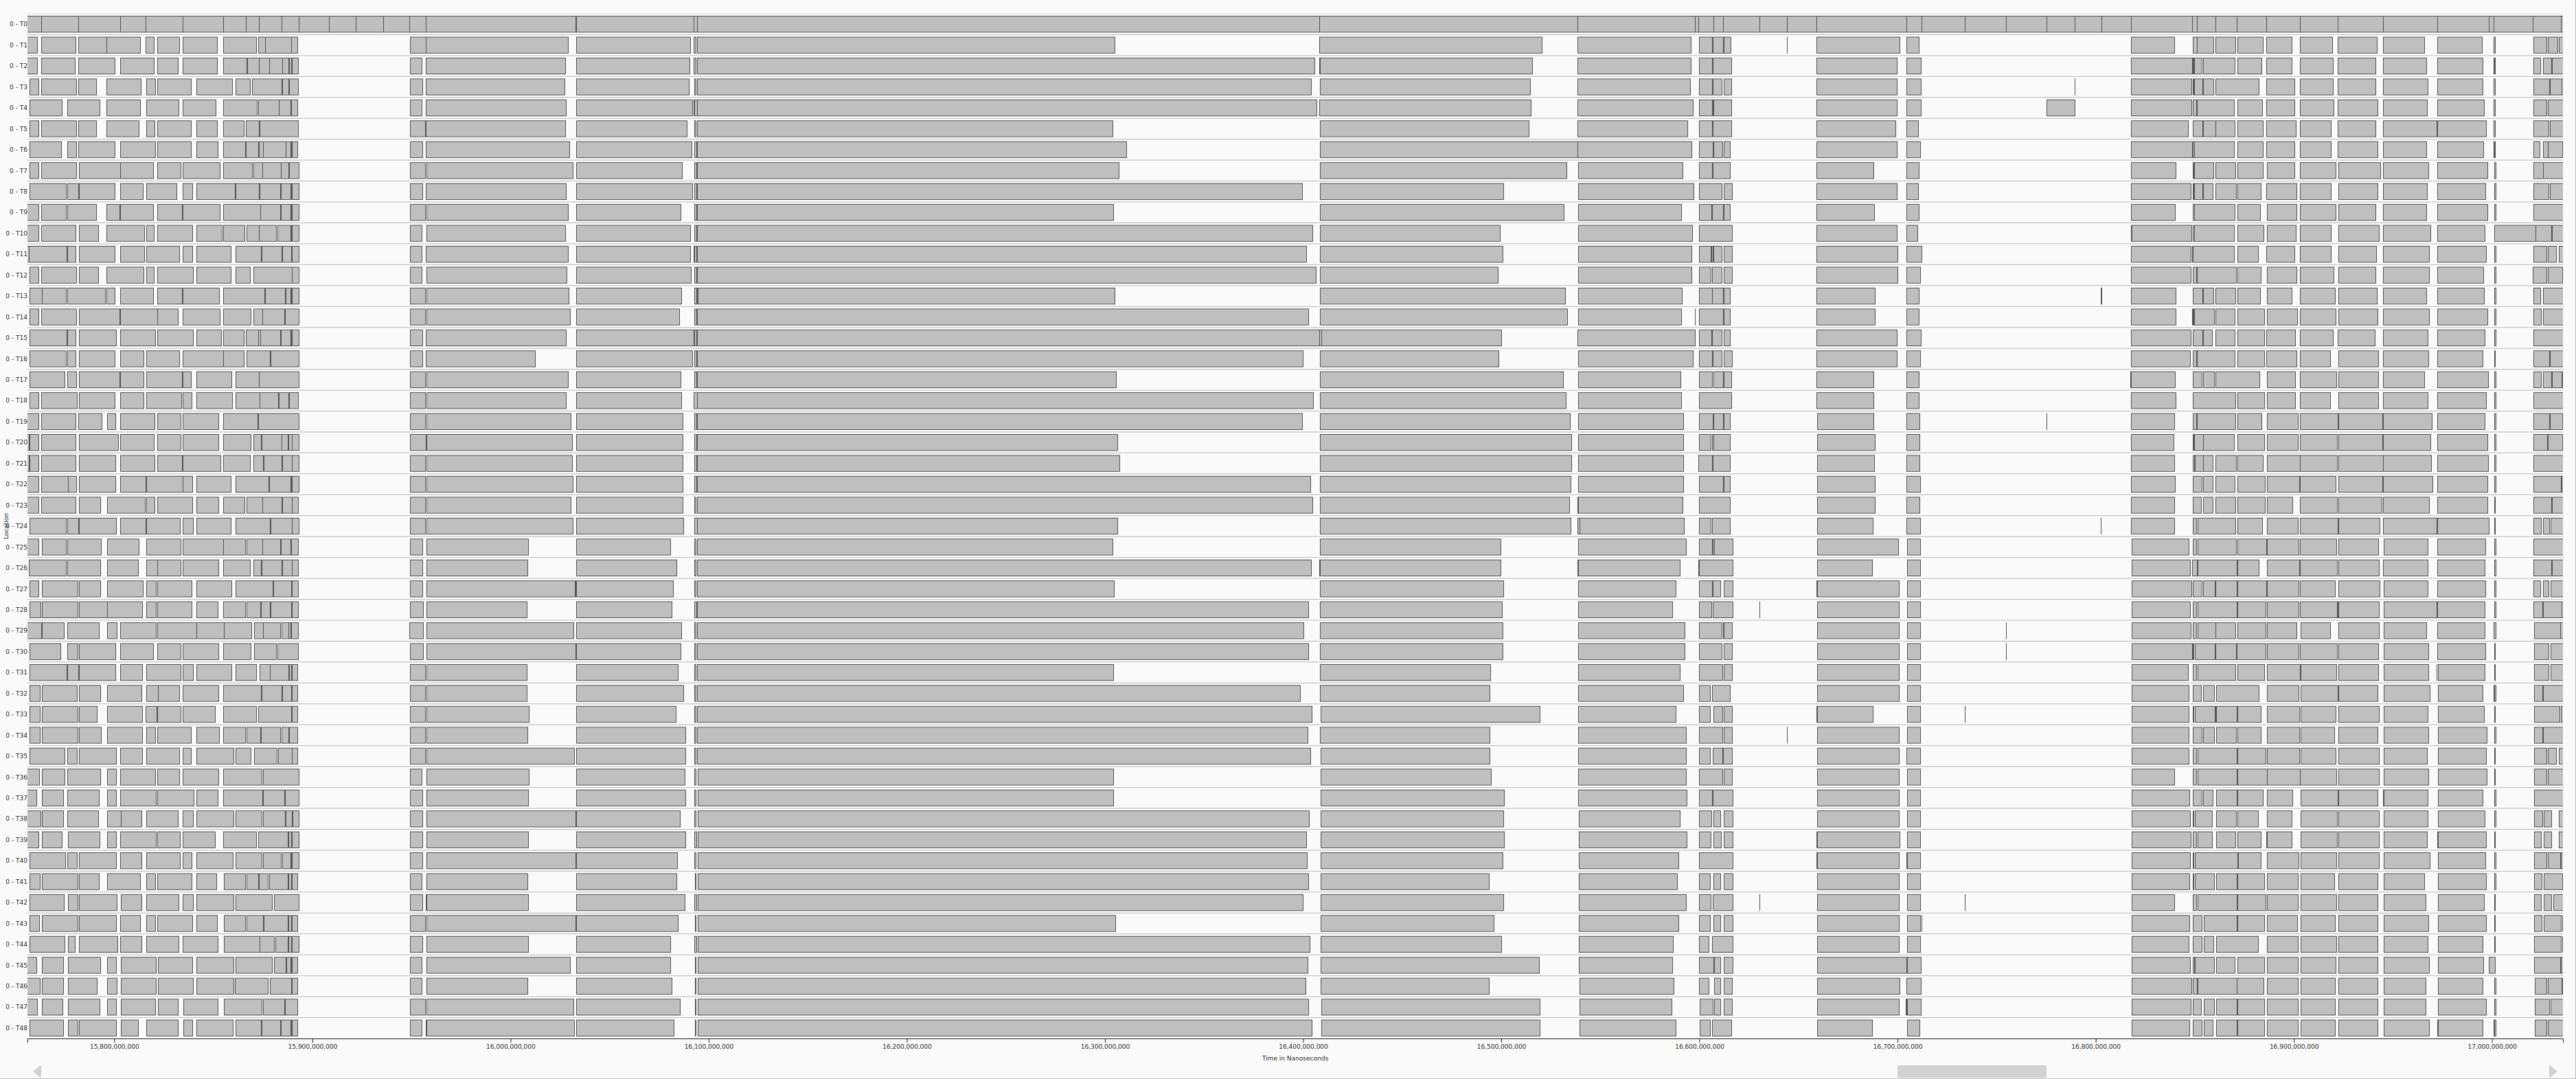 0 - T0
0 - T1
0 - T2
0 - T3
0 - T4
0 - T5
0 - T6
0 - T7
0 - T8
0 - T9
0 - T10
0 - T11
0 - T12
0 - T13
0 - T14
0 - T15
0 - T16
0 - T17
0 - T18
0 - T19
0 - T20
0 - T21
0 - T22
0 - T23
Location
0 - T24
0 - T25
0 - T26
0 - T27
0 - T28
0 - T29
0 - T30
0 - T31
0 - T32
0 - T33
0 - T34
0 - T35
0 - T36
0 - T37
0 - T38
0 - T39
0 - T40
0 - T41
0 - T42
0 - T43
0 - T44
0 - T45
0 - T46
0 - T47
0 - T48
15,800,000,000 15,900,000,000 16,000,000,000 16,100,000,000 16,200,000,000 16,300,000,000 16,400,000,000 16,500,000,000 16,600,000,000 16,700,000,000 16,800,000,000 16,900,000,000 17,000,000,000
Time in Nanoseconds